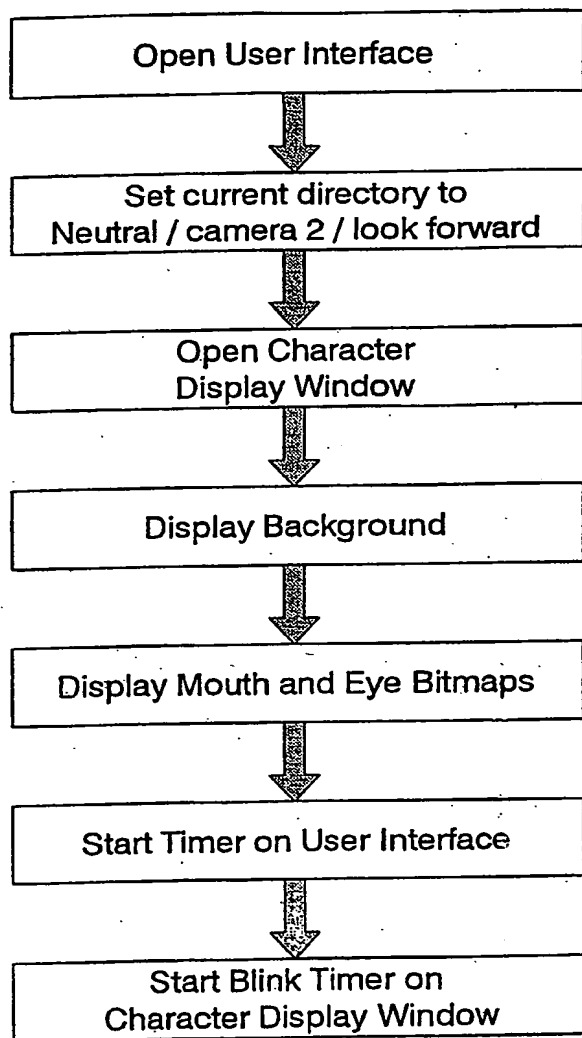 Open User Interface
Set current directory to
Neutral / camera 2 / look forward
Open Character
Display Window
Display Background
Display Mouth and Eye Bitmaps
Start Timer on User Interface
Start Blink Timer on
Character Display Window